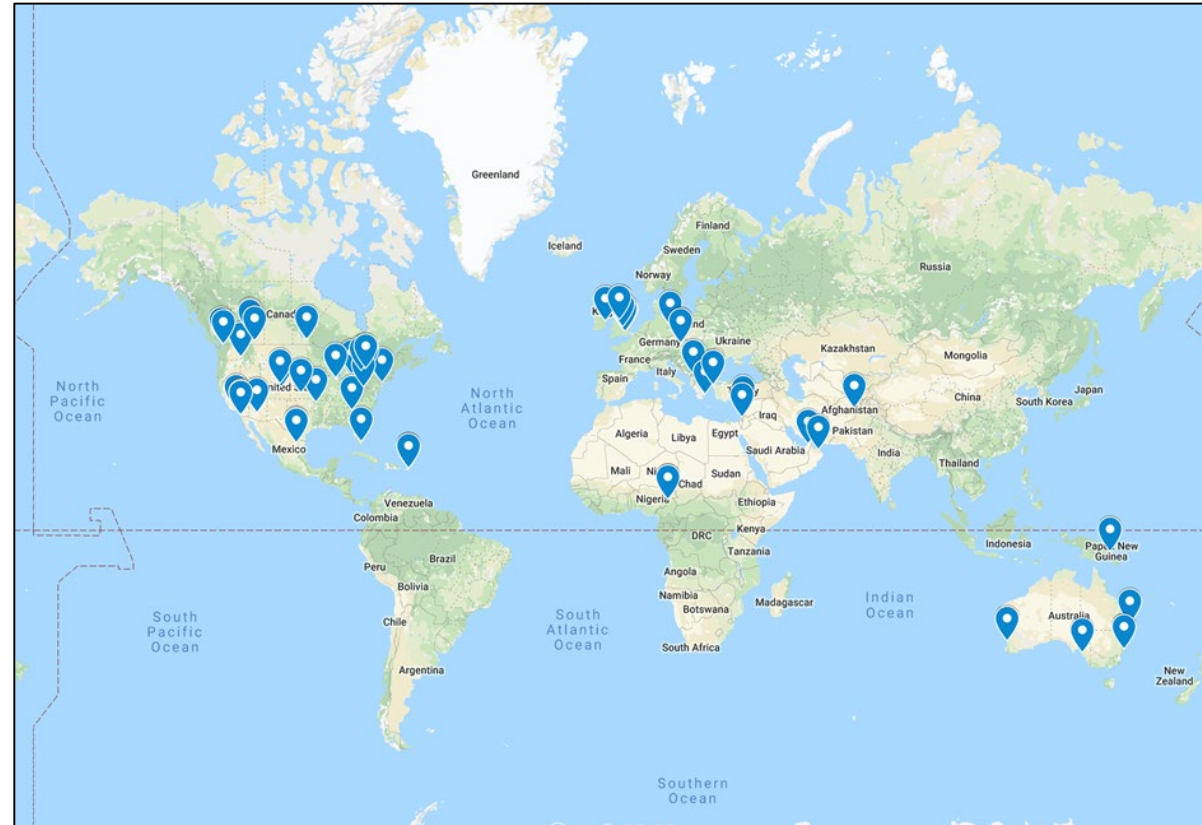 Greenland
Iceland
Finland
Sweden
Norway
Russia
Canada
Germany
Ukraine
France
Kazakhstan
Mongolia
North
Pacific
Ocean
Italy
Spain
Japan
China
South Korea
North
Atlantic
Ocean
Afghanistan
Iraq
Pakistan
Algeria
Libya
Egypt
Saudi Arabia
India
Mexico
Mali
Sudan
Chad
Thailand
Nigeria
Ethiopia
Venezuela
Colombia
Kenya
DRC
Indonesia
Papua New
Guinea
Tanzania
Brazil
Peru
Angola
Bolivia
Namibia
Madagascar
Indian
Ocean
Botswana
South
Pacific
Ocean
South
Atlantic
Ocean
Australia
Chile
South Africa
Argentina
New
Zealand
Southern
Ocean